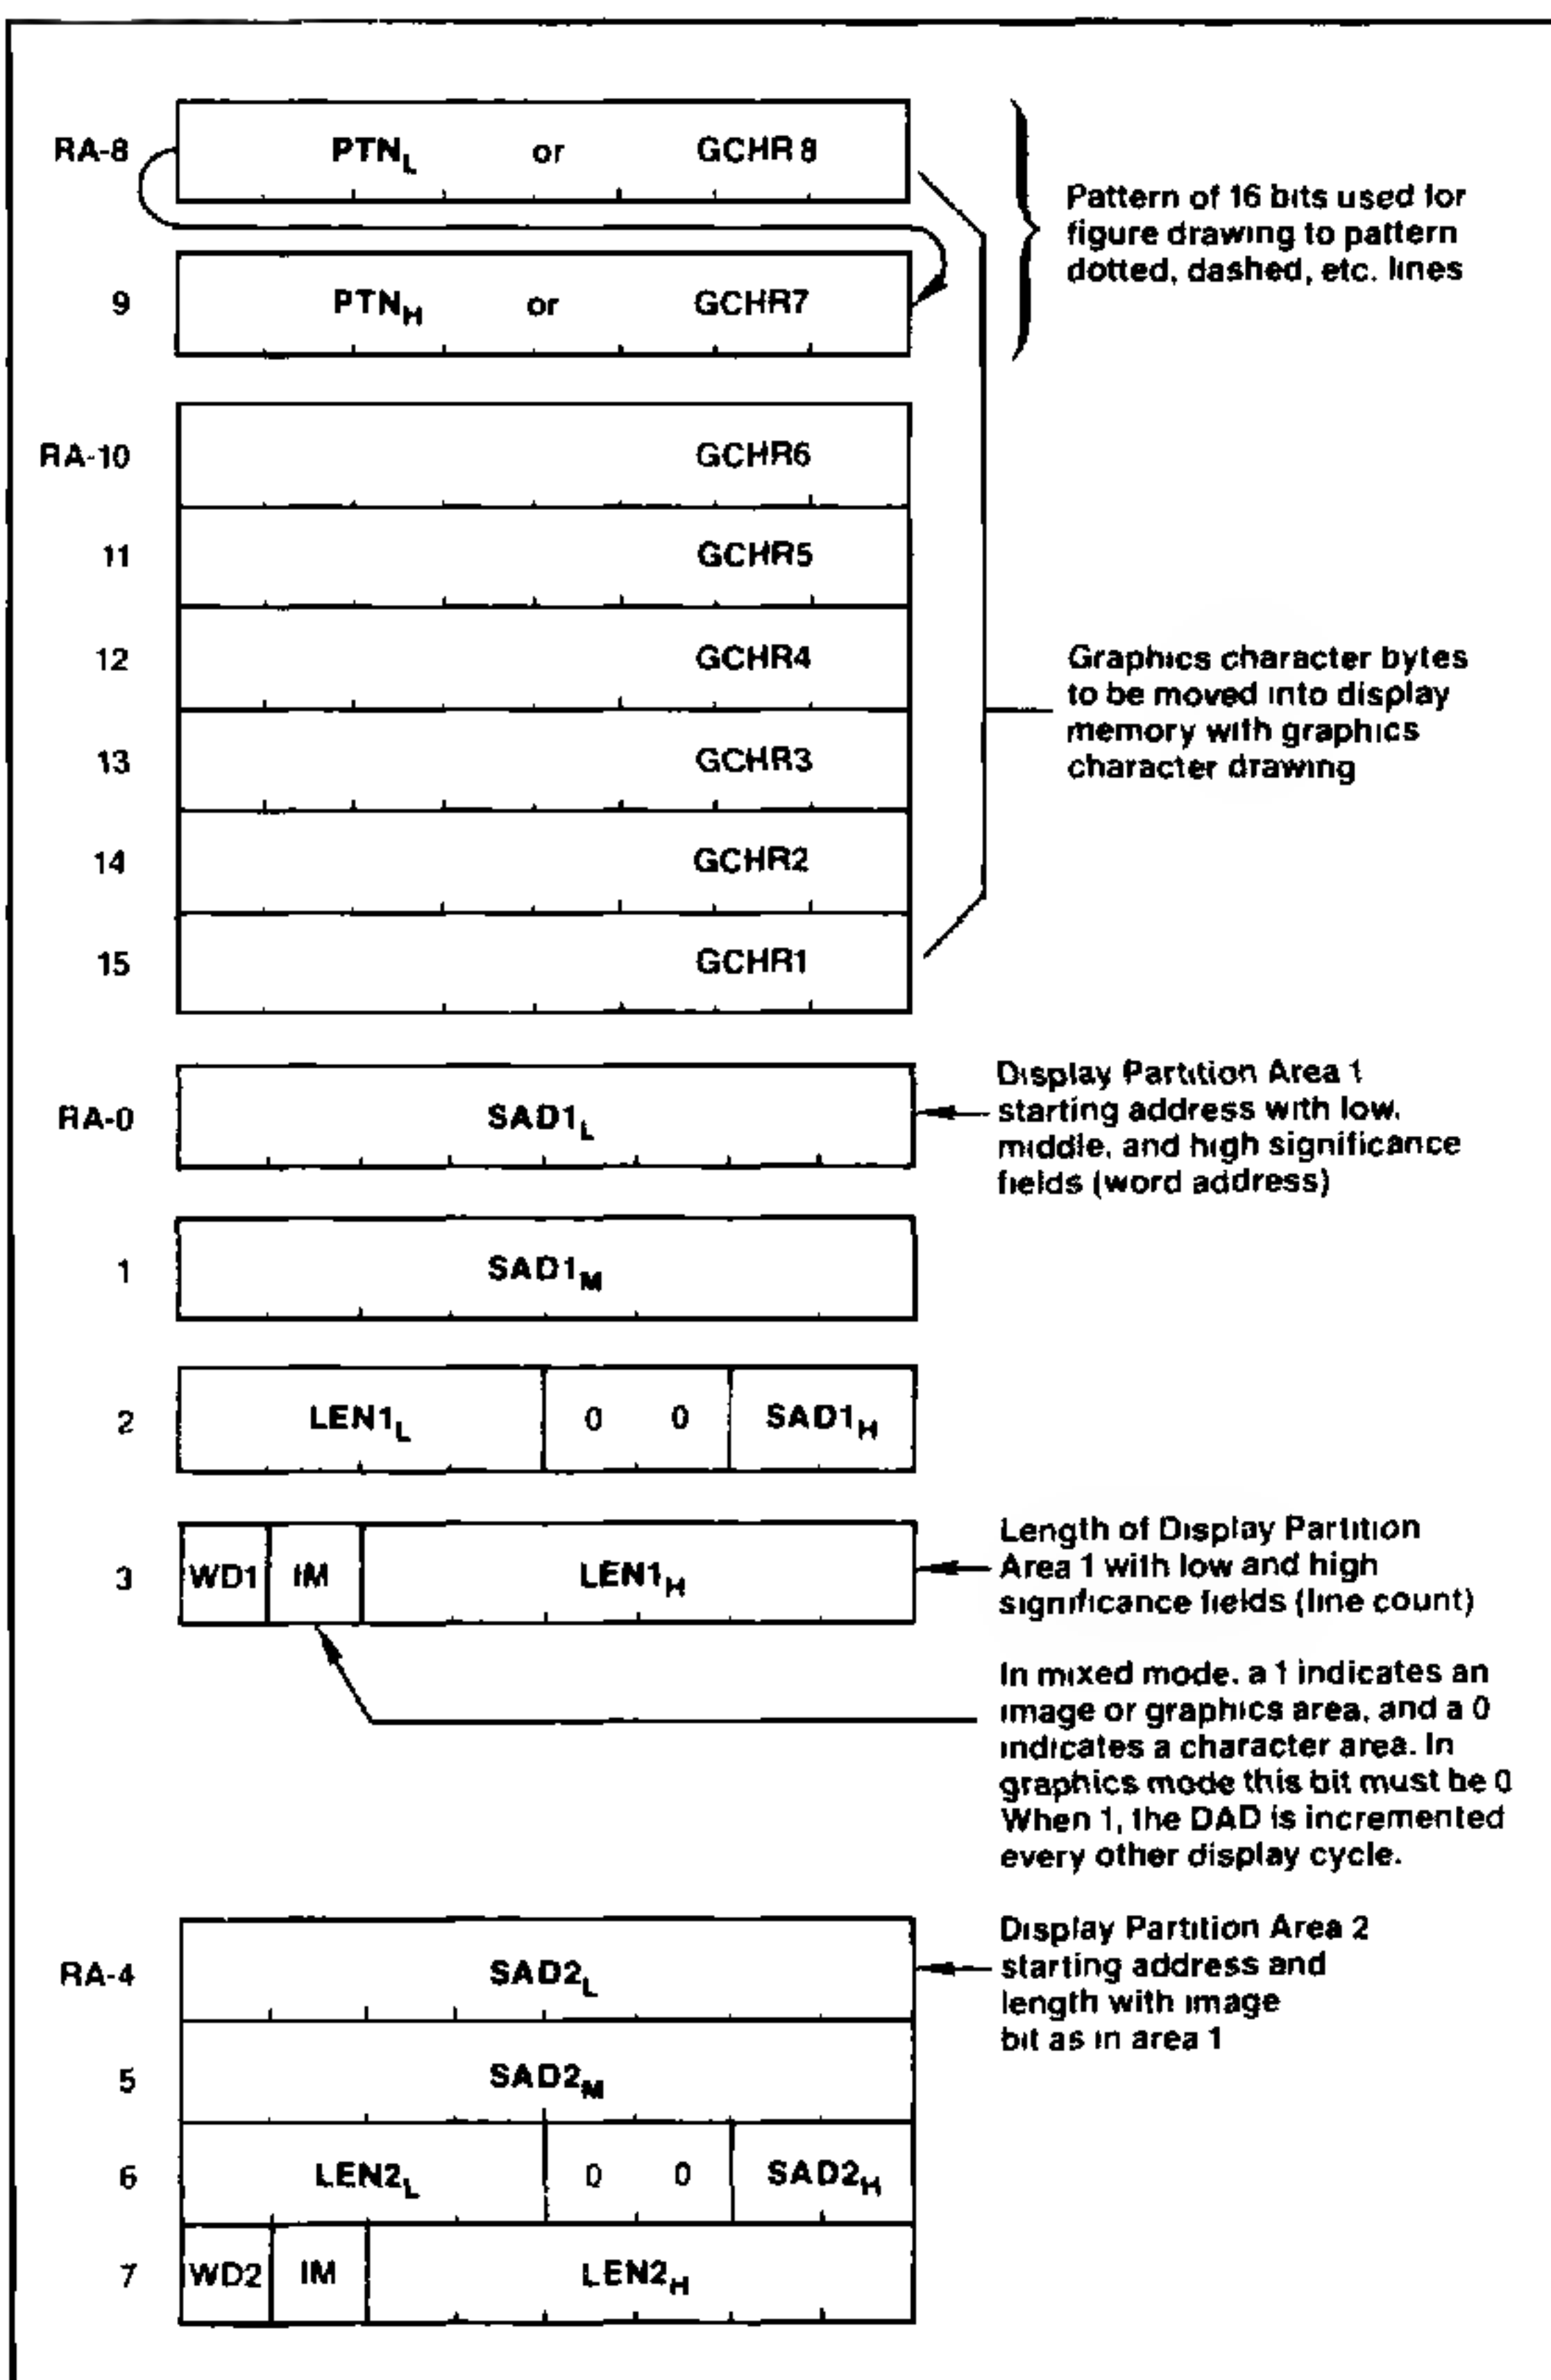 RA-8 PTNL or GCHR 8
Pattern of 16 bits used for
figure drawing to pattern
dotted, dashed, etc. lines
9 PTNH or GCHR7
RA-10 GCHR6
11 GCHR5
12 GCHR4
13 GCHR3
14 GCHR2
15 GCHR1
Graphics character bytes
to be moved into display
memory with graphics
character drawing
RA-0 SAD1L
Display Partition Area 1
starting address with low,
middle, and high significance
fields (word address)
1 SAD1M
2 LEN1L 0 0 SAD1H
3 WD1 IM LEN1H
Length of Display Partition
Area 1 with low and high
significance fields (line count)
In mixed mode, a 1 indicates an
image or graphics area, and a 0
indicates a character area. In
graphics mode this bit must be 0
When 1, the DAD is incremented
every other display cycle.
RA-4 SAD2L
Display Partition Area 2
starting address and
length with image
bit as in area 1
5 SAD2M
6 LEN2L 0 0 SAD2H
7 WD2 IM LEN2H